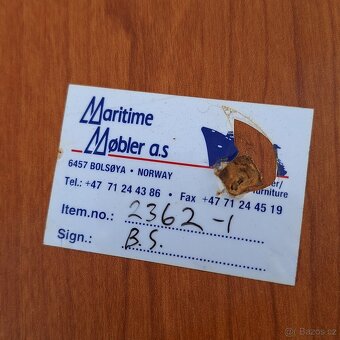 Maritime
Møbler a.s
6457 BOLSØYA • NORWAY
Tel.: +47 71 24 43 86 • Fax +47 71 24 45 19
furniture
Item.no.: 2362-1
Sign.: B.S.
© Bazos.cz